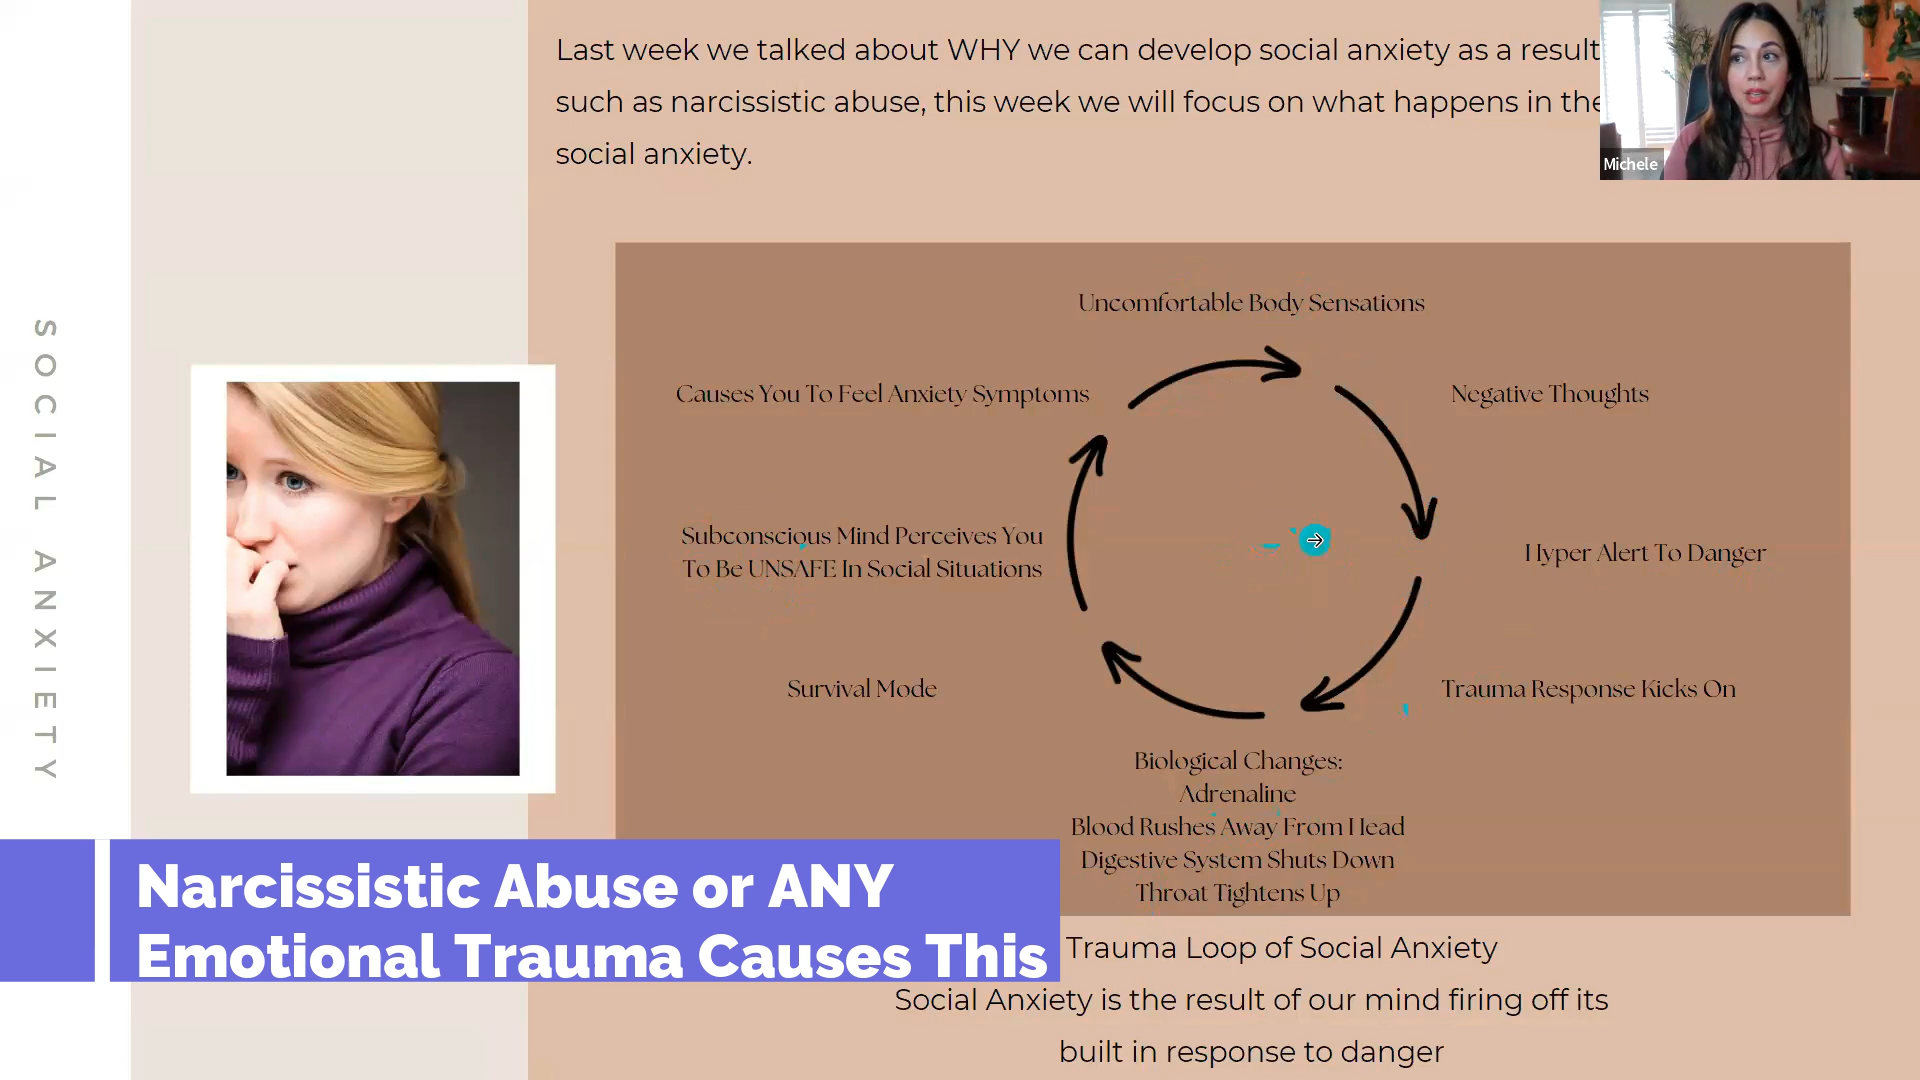 Last week we talked about WHY we can develop social anxiety as a result
such as narcissistic abuse, this week we will focus on what happens in the
social anxiety.
Michele
SOCIAL ANXIETY
Uncomfortable Body Sensations
Causes You To Feel Anxiety Symptoms
Negative Thoughts
Subconscious Mind Perceives You
To Be UNSAFE In Social Situations
Hyper Alert To Danger
Survival Mode
Trauma Response Kicks On
Biological Changes:
Adrenaline
Blood Rushes Away From Head
Digestive System Shuts Down
Throat Tightens Up
Narcissistic Abuse or ANY
Emotional Trauma Causes This
Trauma Loop of Social Anxiety
Social Anxiety is the result of our mind firing off its
built in response to danger